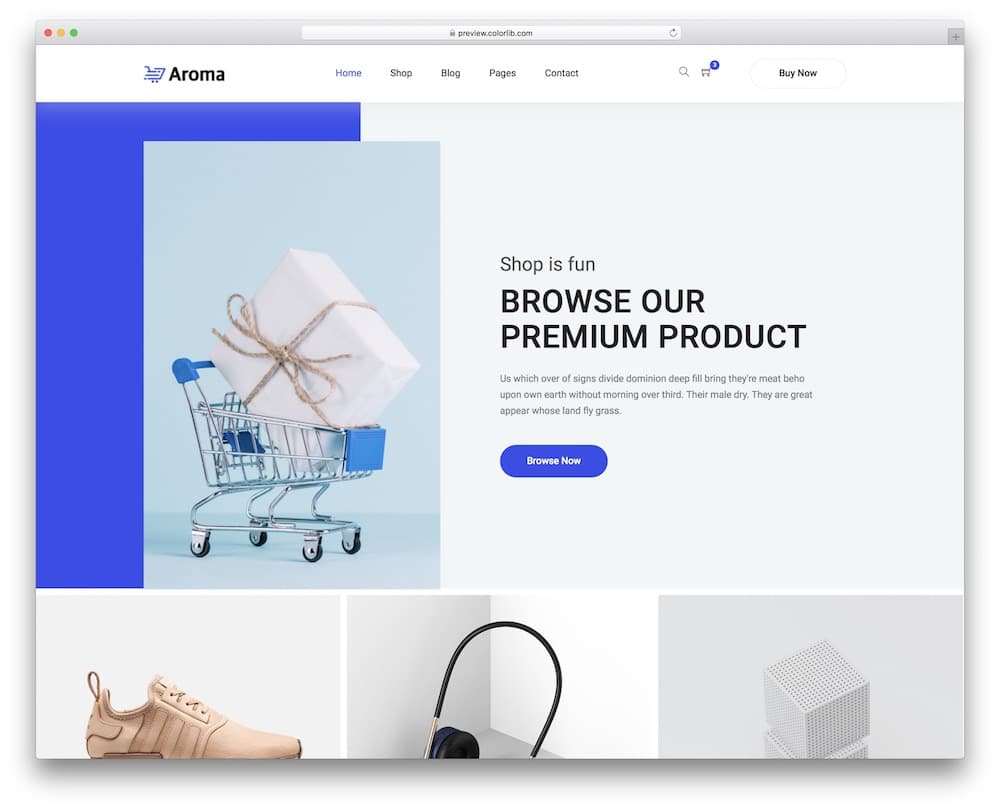 preview.colorlib.com
Aroma
Home Shop Blog Pages Contact
3
Buy Now
Shop is fun
BROWSE OUR
PREMIUM PRODUCT
Us which over of signs divide dominion deep fill bring they're meat beho
upon own earth without morning over third. Their male dry. They are great
appear whose land fly grass.
Browse Now